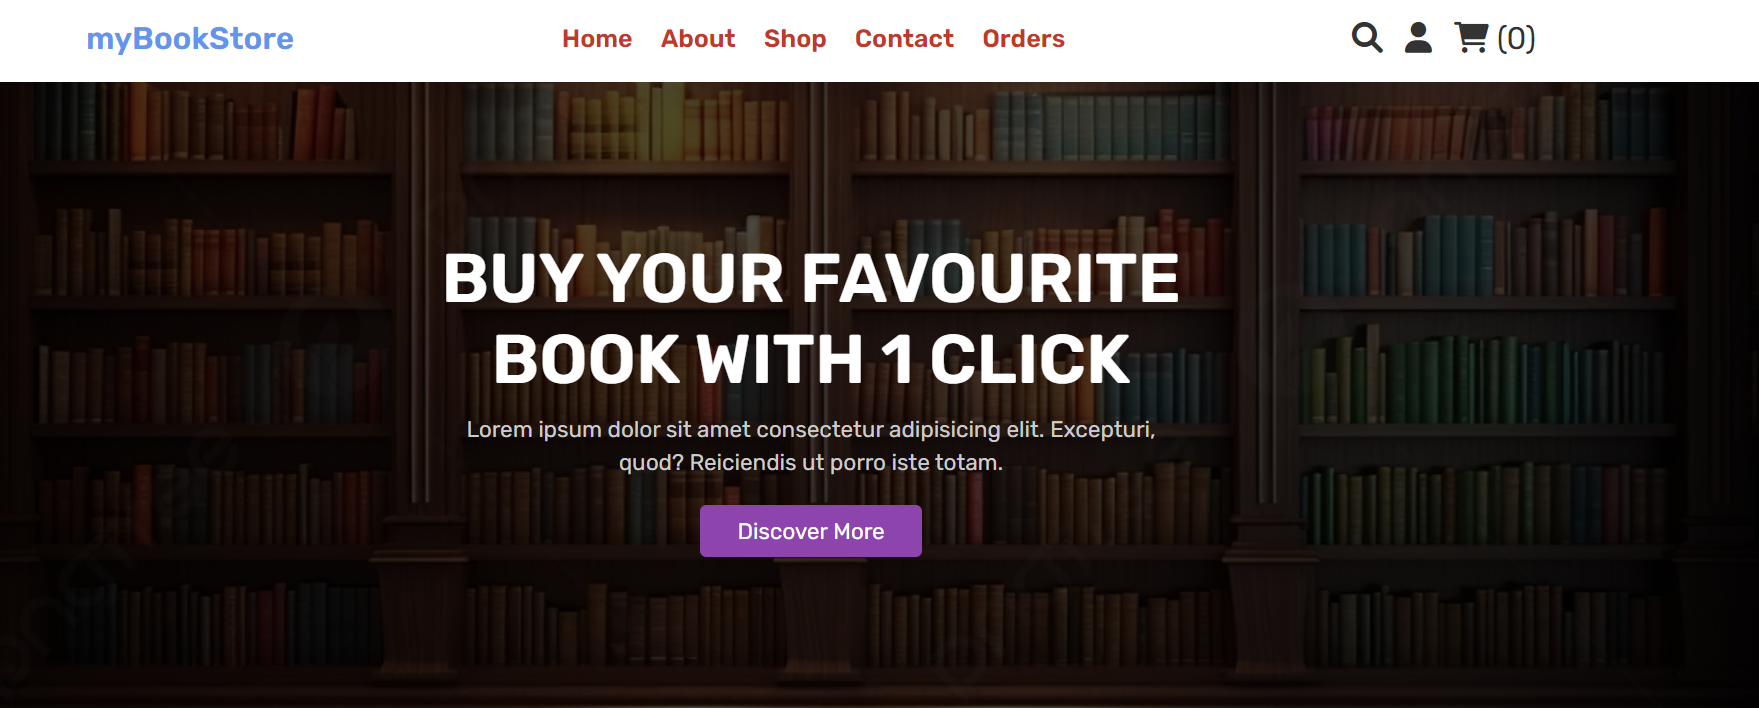 myBookStore
Home About Shop Contact Orders
(0)
BUY YOUR FAVOURITE
BOOK WITH 1 CLICK
Lorem ipsum dolor sit amet consectetur adipisicing elit. Excepturi,
quod? Reiciendis ut porro iste totam.
Discover More